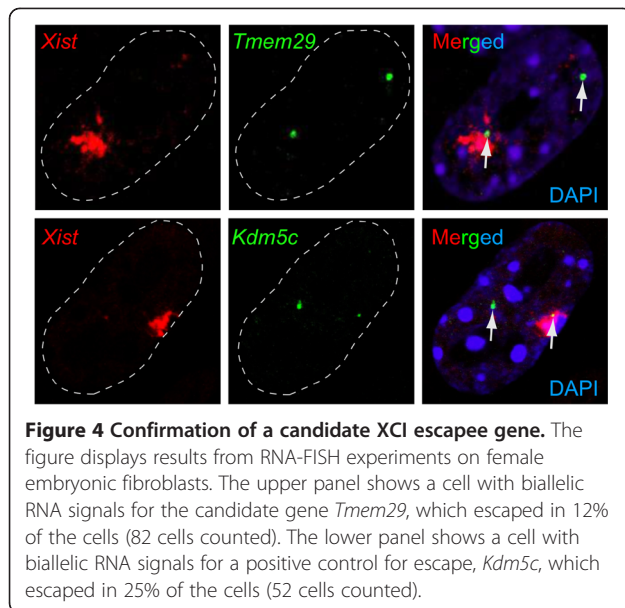 Xist
Tmem29
Merged
DAPI
Xist
Kdm5c
Merged
DAPI
Figure 4 Confirmation of a candidate XCI escapee gene. The
figure displays results from RNA-FISH experiments on female
embryonic fibroblasts. The upper panel shows a cell with biallelic
RNA signals for the candidate gene Tmem29, which escaped in 12%
of the cells (82 cells counted). The lower panel shows a cell with
biallelic RNA signals for a positive control for escape, Kdm5c, which
escaped in 25% of the cells (52 cells counted).